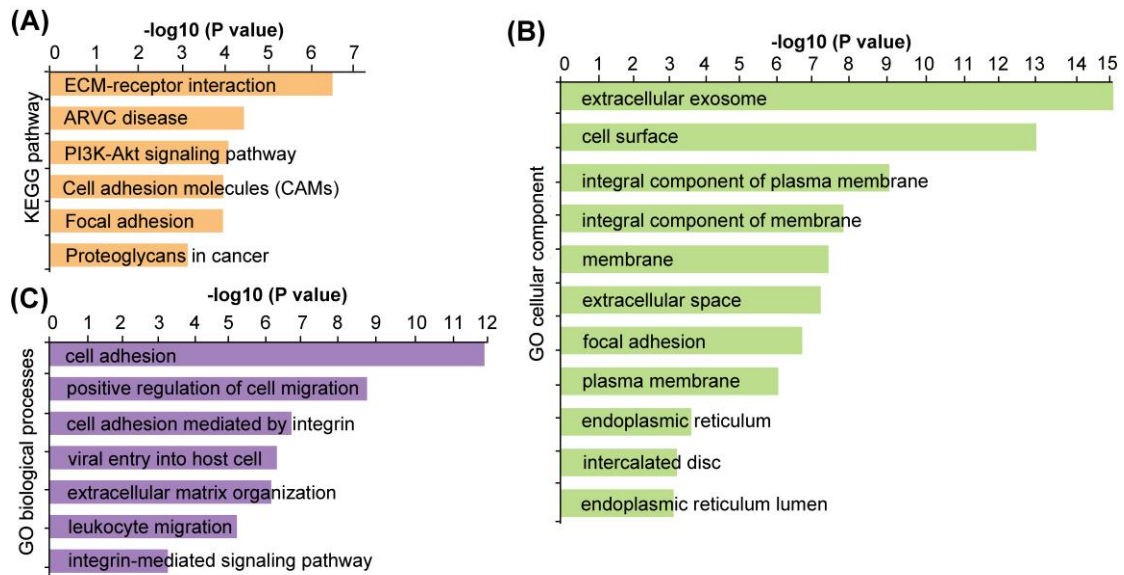 (A)
-log10 (P value)
0 1 2 3 4 5 6 7
KEGG pathway
ECM-receptor interaction
ARVC disease
PI3K-Akt signaling pathway
Cell adhesion molecules (CAMs)
Focal adhesion
Proteoglycans in cancer
(B)
-log10 (P value)
0 1 2 3 4 5 6 7 8 9 10 11 12 13 14 15
GO cellular component
extracellular exosome
cell surface
integral component of plasma membrane
integral component of membrane
membrane
extracellular space
focal adhesion
plasma membrane
endoplasmic reticulum
intercalated disc
endoplasmic reticulum lumen
(C)
-log10 (P value)
0 1 2 3 4 5 6 7 8 9 10 11 12
GO biological processes
cell adhesion
positive regulation of cell migration
cell adhesion mediated by integrin
viral entry into host cell
extracellular matrix organization
leukocyte migration
integrin-mediated signaling pathway